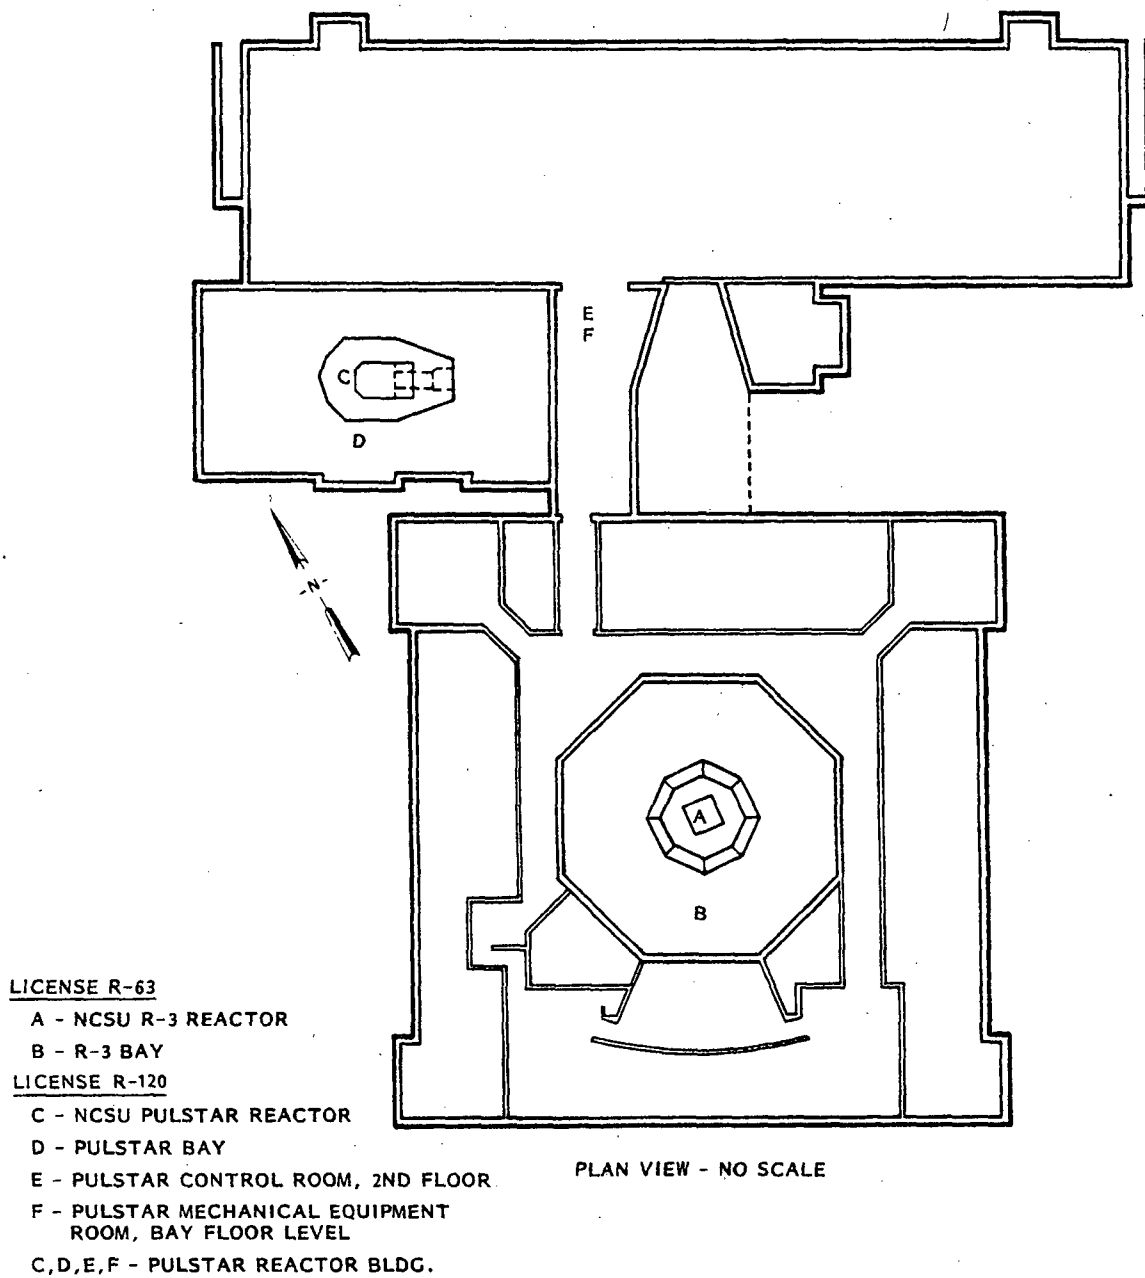 E
F
C
D
-N-
A
B
LICENSE R-63
A - NCSU R-3 REACTOR
B - R-3 BAY
LICENSE R-120
C - NCSU PULSTAR REACTOR
D - PULSTAR BAY
E - PULSTAR CONTROL ROOM, 2ND FLOOR
F - PULSTAR MECHANICAL EQUIPMENT
ROOM, BAY FLOOR LEVEL
C,D,E,F - PULSTAR REACTOR BLDG.
PLAN VIEW - NO SCALE